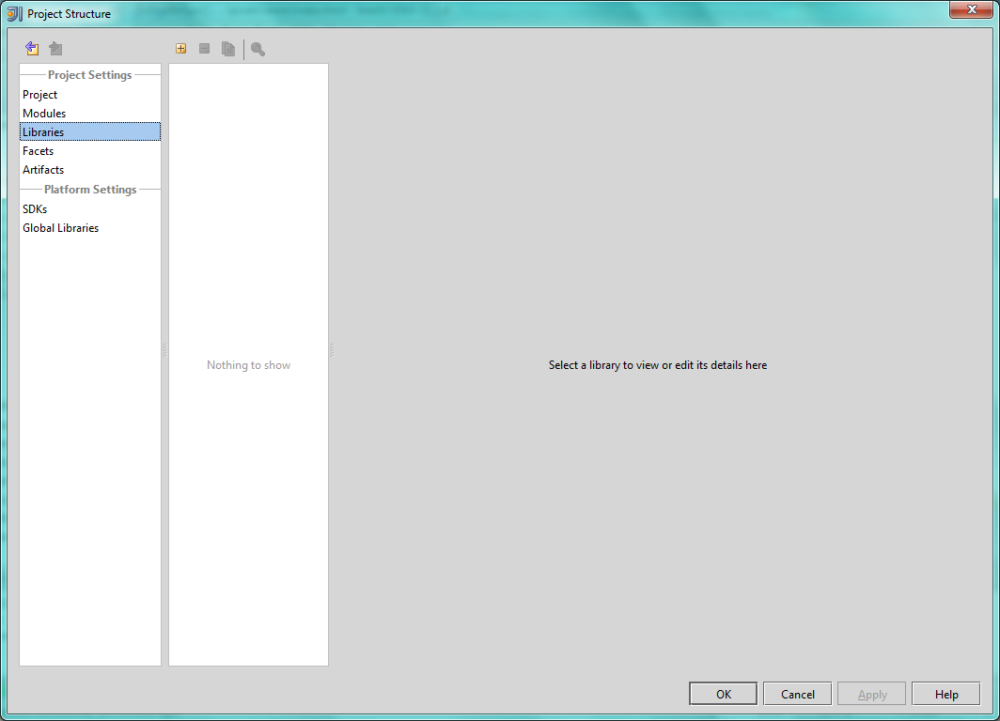 Project Structure
Project Settings
Project
Modules
Libraries
Facets
Artifacts
Platform Settings
SDKs
Global Libraries
Nothing to show
Select a library to view or edit its details here
OK
Cancel
Apply
Help